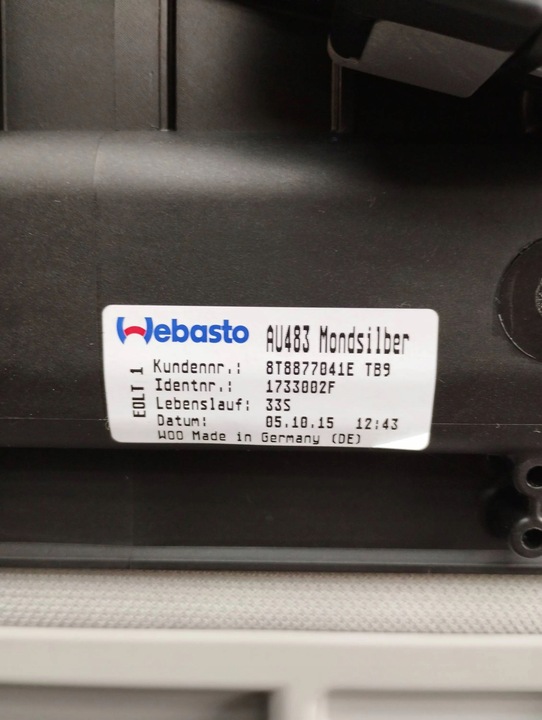 Webasto AU483 Mondsilber
EOLT 1
Kundennr.: 8T8877041E TB9
Identnr.: 1733002F
Lebenslauf: 33S
Datum: 05.10.15 12:43
WOO Made in Germany (DE)